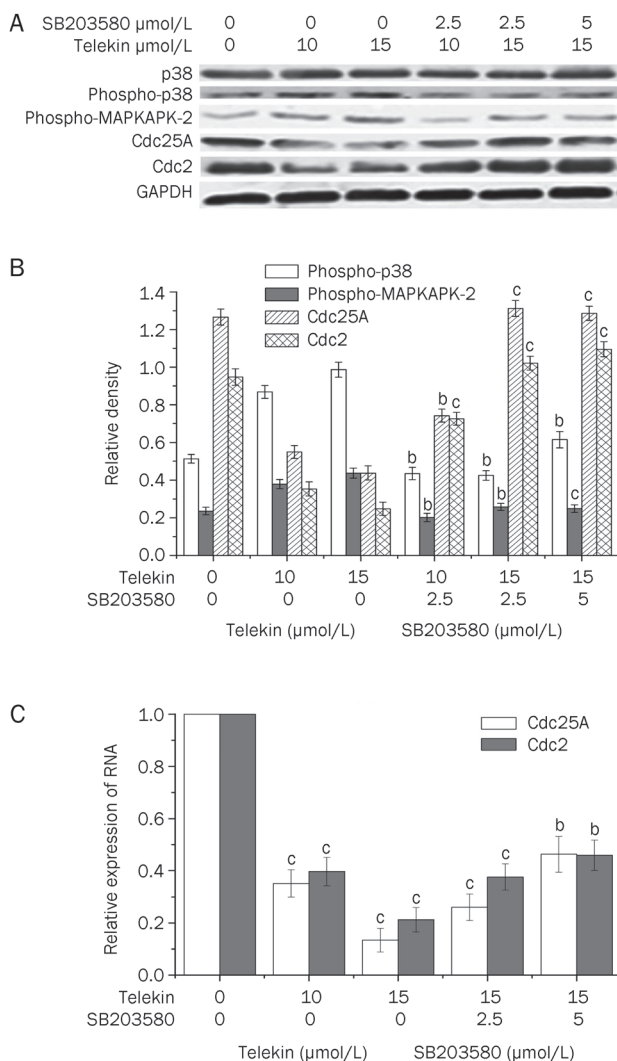 A
SB203580 μmol/L 0 0 0 2.5 2.5 5
Telekin μmol/L 0 10 15 10 15 15
p38
Phospho-p38
Phospho-MAPKAPK-2
Cdc25A
Cdc2
GAPDH
B
Phospho-p38
Phospho-MAPKAPK-2
Cdc25A
Cdc2
Relative density
1.4
1.2
1.0
0.8
0.6
0.4
0.2
0.0
b b b c
b b c c
b b c c
Telekin 0 10 15 10 15 15
SB203580 0 0 0 2.5 2.5 5
Telekin (μmol/L) SB203580 (μmol/L)
C
Cdc25A
Cdc2
Relative expression of RNA
1.0
0.8
0.6
0.4
0.2
0.0
c c
c c
c c
b b
Telekin 0 10 15 15 15
SB203580 0 0 0 2.5 5
Telekin (μmol/L) SB203580 (μmol/L)